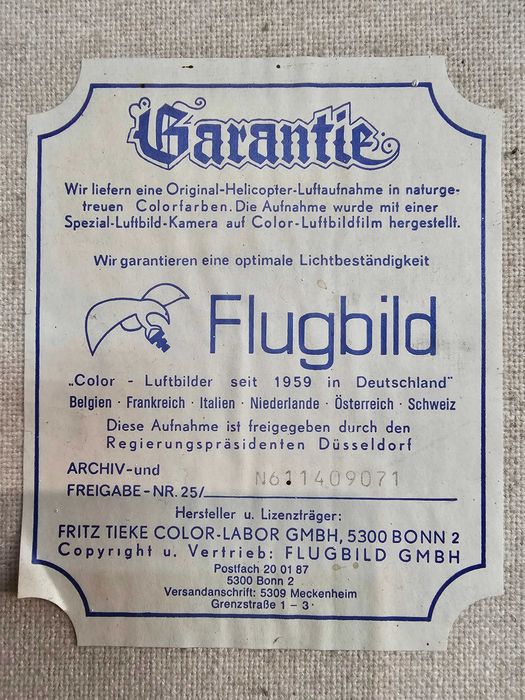 Garantie
Wir liefern eine Original-Helicopter-Luftaufnahme in naturge-
treuen Colorfarben. Die Aufnahme wurde mit einer
Spezial-Luftbild-Kamera auf Color-Luftbildfilm hergestellt.
Wir garantieren eine optimale Lichtbeständigkeit
Flugbild
„Color - Luftbilder seit 1959 in Deutschland"
Belgien · Frankreich · Italien · Niederlande · Österreich · Schweiz
Diese Aufnahme ist freigegeben durch den
Regierungspräsidenten Düsseldorf
ARCHIV-und
FREIGABE-NR. 25/ N611409071
Hersteller u. Lizenzträger:
FRITZ TIEKE COLOR-LABOR GMBH, 5300 BONN 2
Copyright u. Vertrieb: FLUGBILD GMBH
Postfach 20 01 87
5300 Bonn 2
Versandanschrift: 5309 Meckenheim
Grenzstraße 1 - 3